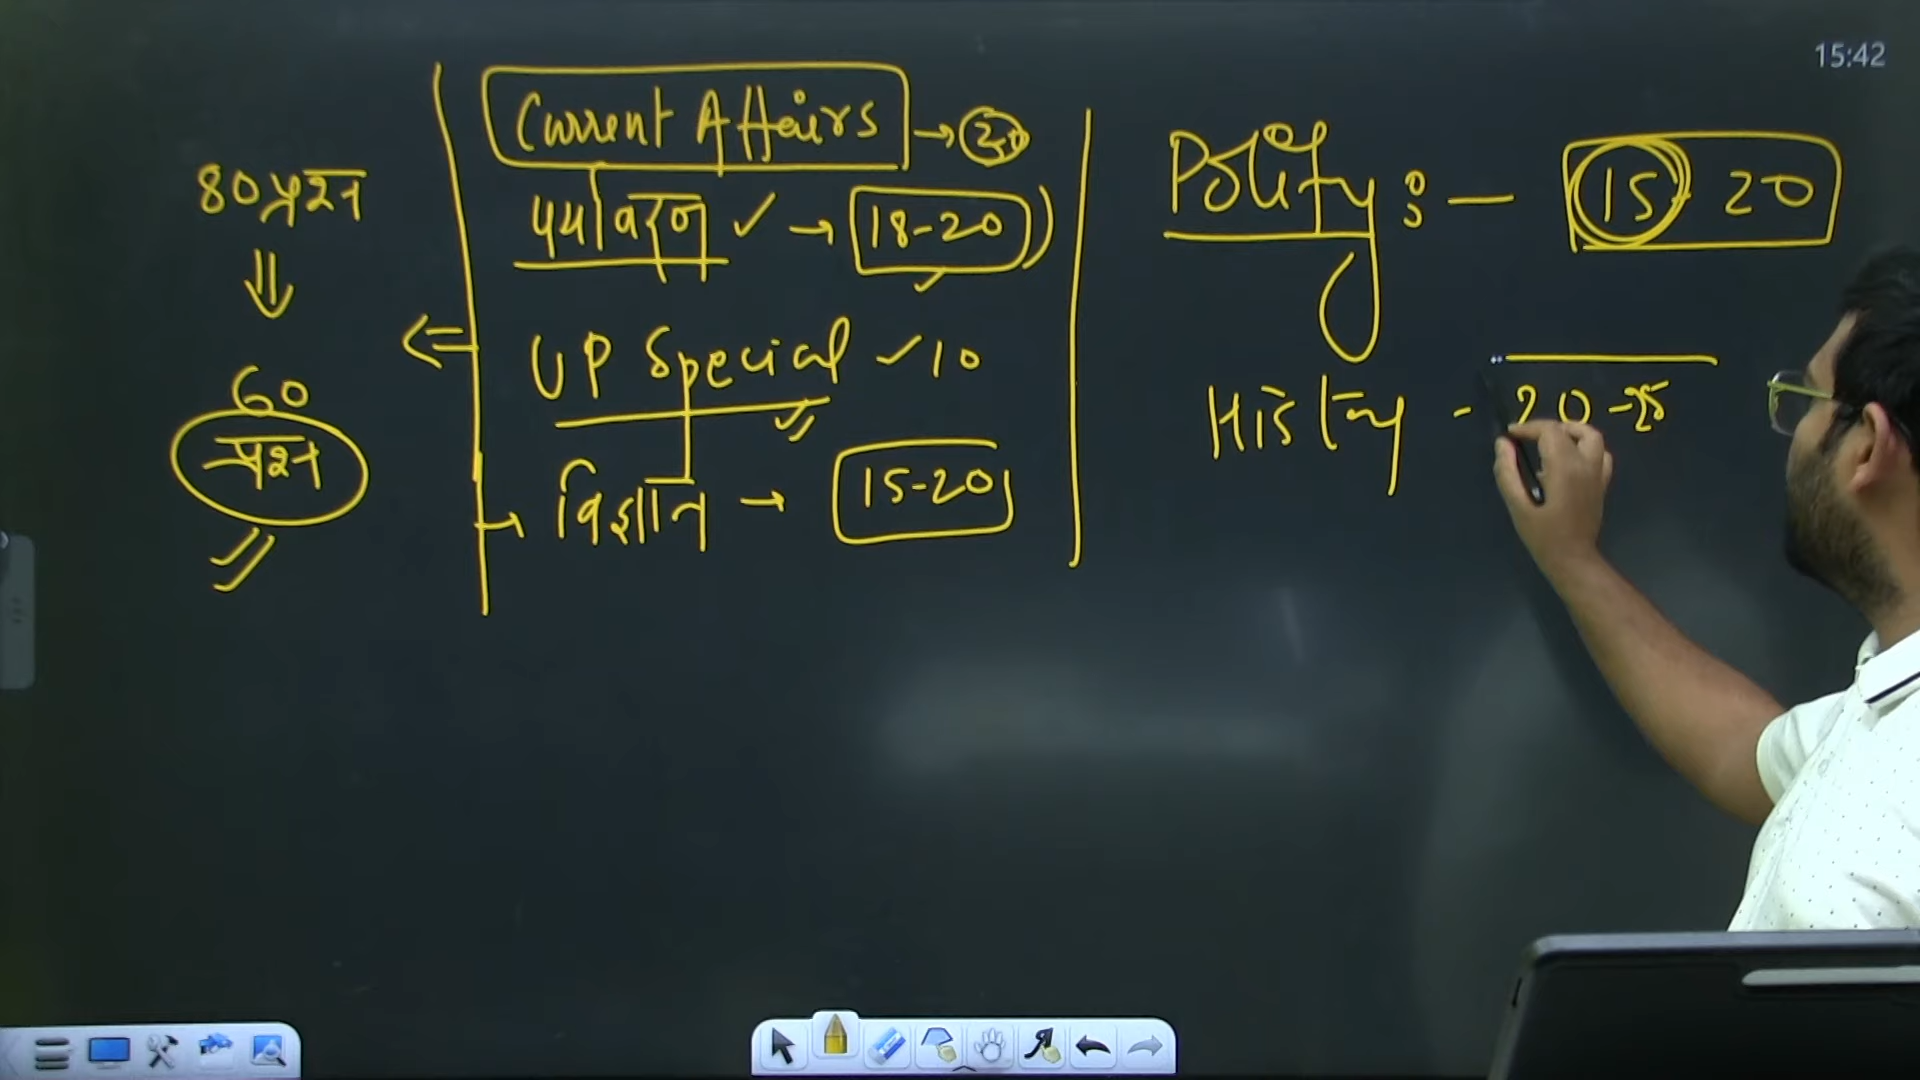 15:42
80 प्रश्न
60
प्रश्न
Current Affairs → 20
पर्यावरण ✓ → 18-20
UP Special ✓ 10
→ विज्ञान → 15-20
Polity : — 15 - 20
History - 20-25